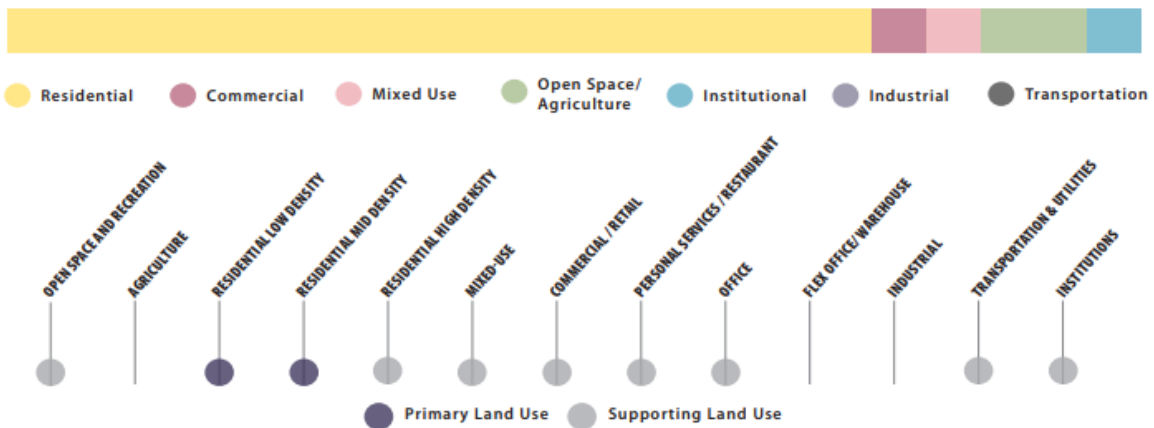 Residential
Commercial
Mixed Use
Open Space/
Agriculture
Institutional
Industrial
Transportation
OPEN SPACE AND RECREATION
AGRICULTURE
RESIDENTIAL LOW DENSITY
RESIDENTIAL MID DENSITY
RESIDENTIAL HIGH DENSITY
MIXED-USE
COMMERCIAL / RETAIL
PERSONAL SERVICES / RESTAURANT
OFFICE
FLEX OFFICE/ WAREHOUSE
INDUSTRIAL
TRANSPORTATION & UTILITIES
INSTITUTIONS
Primary Land Use
Supporting Land Use